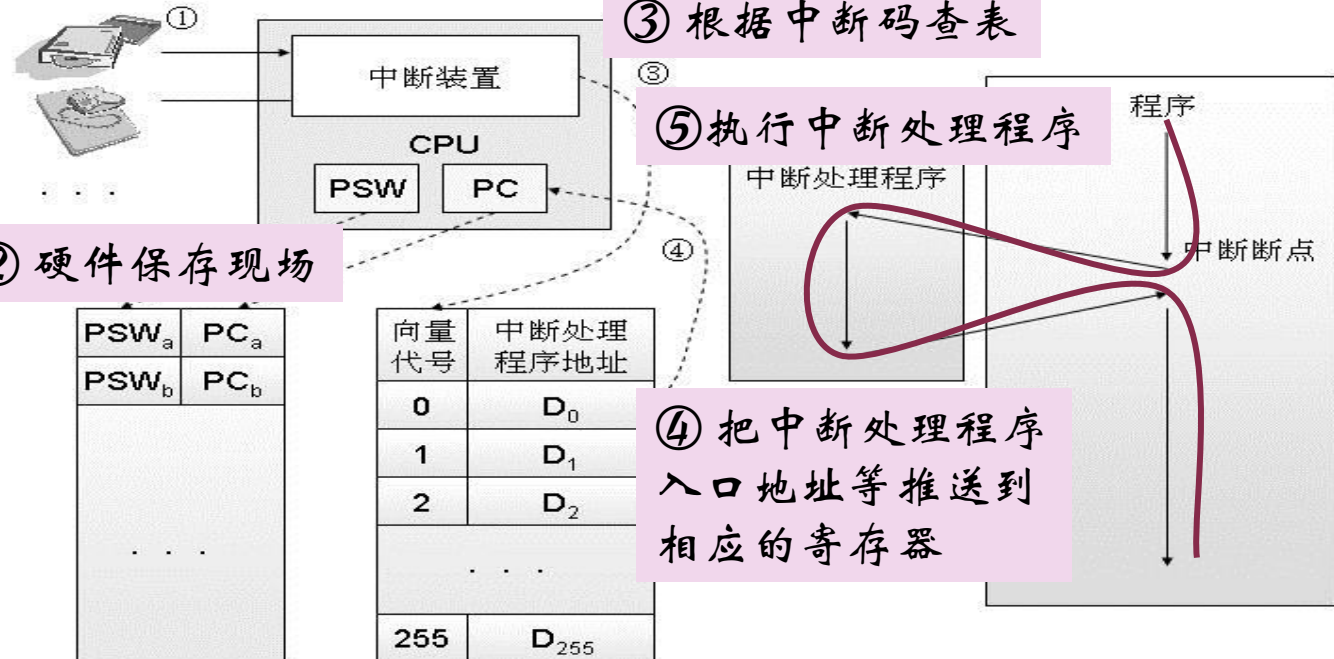 ①
③ 根据中断码查表
中断装置
③
程序
⑤执行中断处理程序
CPU
PSW PC
中断处理程序
. . .
④
中断断点
② 硬件保存现场
PSWa PCa
PSWb PCb
. . .
向量代号 中断处理程序地址
0 D0
1 D1
2 D2
. . .
255 D255
④ 把中断处理程序
入口地址等推送到
相应的寄存器